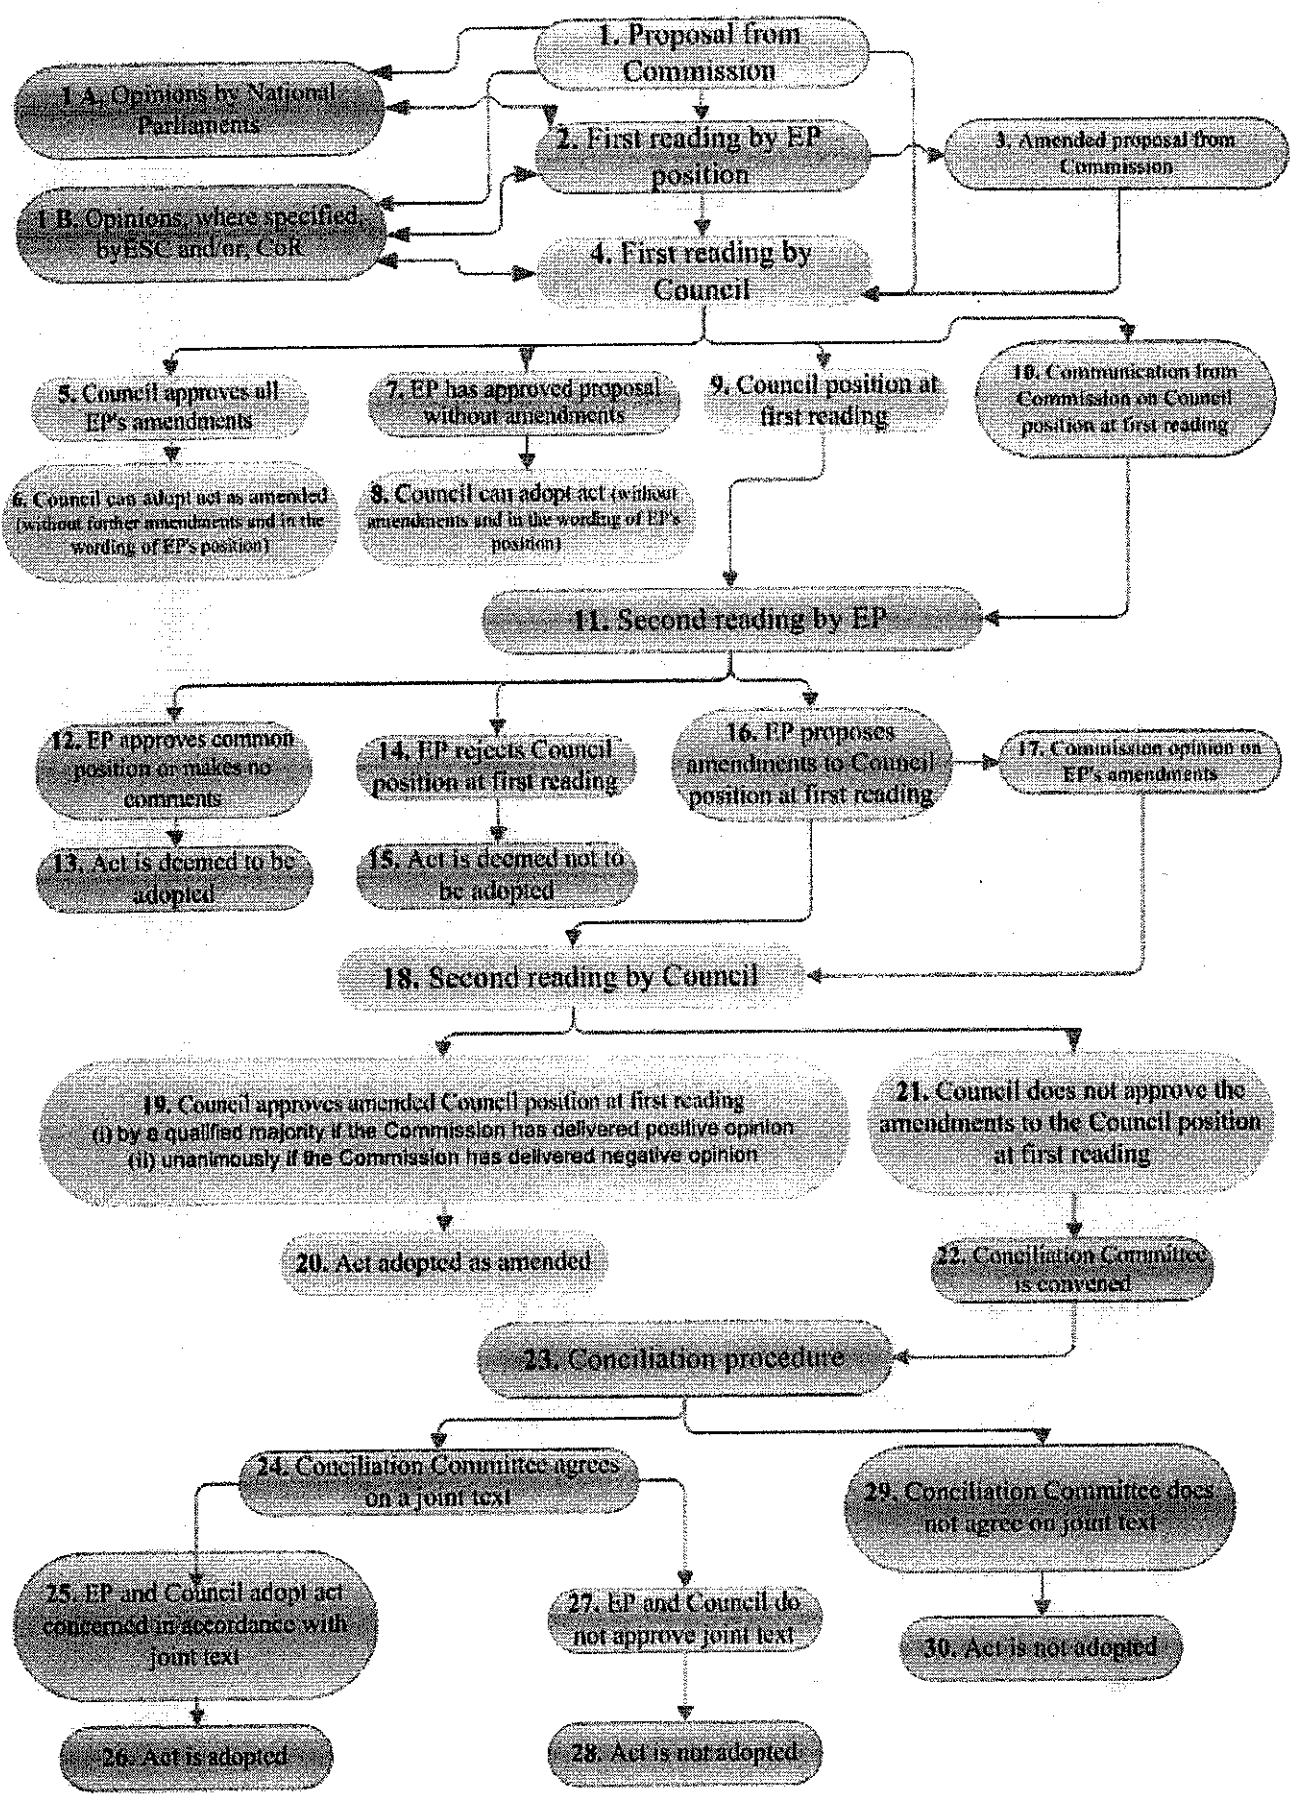 1. Proposal from
Commission
1 A. Opinions by National
Parliaments
2. First reading by EP
position
3. Amended proposal from
Commission
1 B. Opinions, where specified,
byESC and/or, CoR
4. First reading by
Council
5. Council approves all
EP's amendments
7. EP has approved proposal
without amendments
9. Council position at
first reading
10. Communication from
Commission on Council
position at first reading
6. Council can adopt act as amended
(without further amendments and in the
wording of EP's position)
8. Council can adopt act (without
amendments and in the wording of EP's
position)
11. Second reading by EP
12. EP approves common
position or makes no
comments
14. EP rejects Council
position at first reading
16. EP proposes
amendments to Council
position at first reading
17. Commission opinion on
EP's amendments
13. Act is deemed to be
adopted
15. Act is deemed not to
be adopted
18. Second reading by Council
19. Council approves amended Council position at first reading
(i) by a qualified majority if the Commission has delivered positive opinion
(ii) unanimously if the Commission has delivered negative opinion
21. Council does not approve the
amendments to the Council position
at first reading
20. Act adopted as amended
22. Conciliation Committee
is convened
23. Conciliation procedure
24. Conciliation Committee agrees
on a joint text
29. Conciliation Committee does
not agree on joint text
25. EP and Council adopt act
concerned in accordance with
joint text
27. EP and Council do
not approve joint text
30. Act is not adopted
26. Act is adopted
28. Act is not adopted